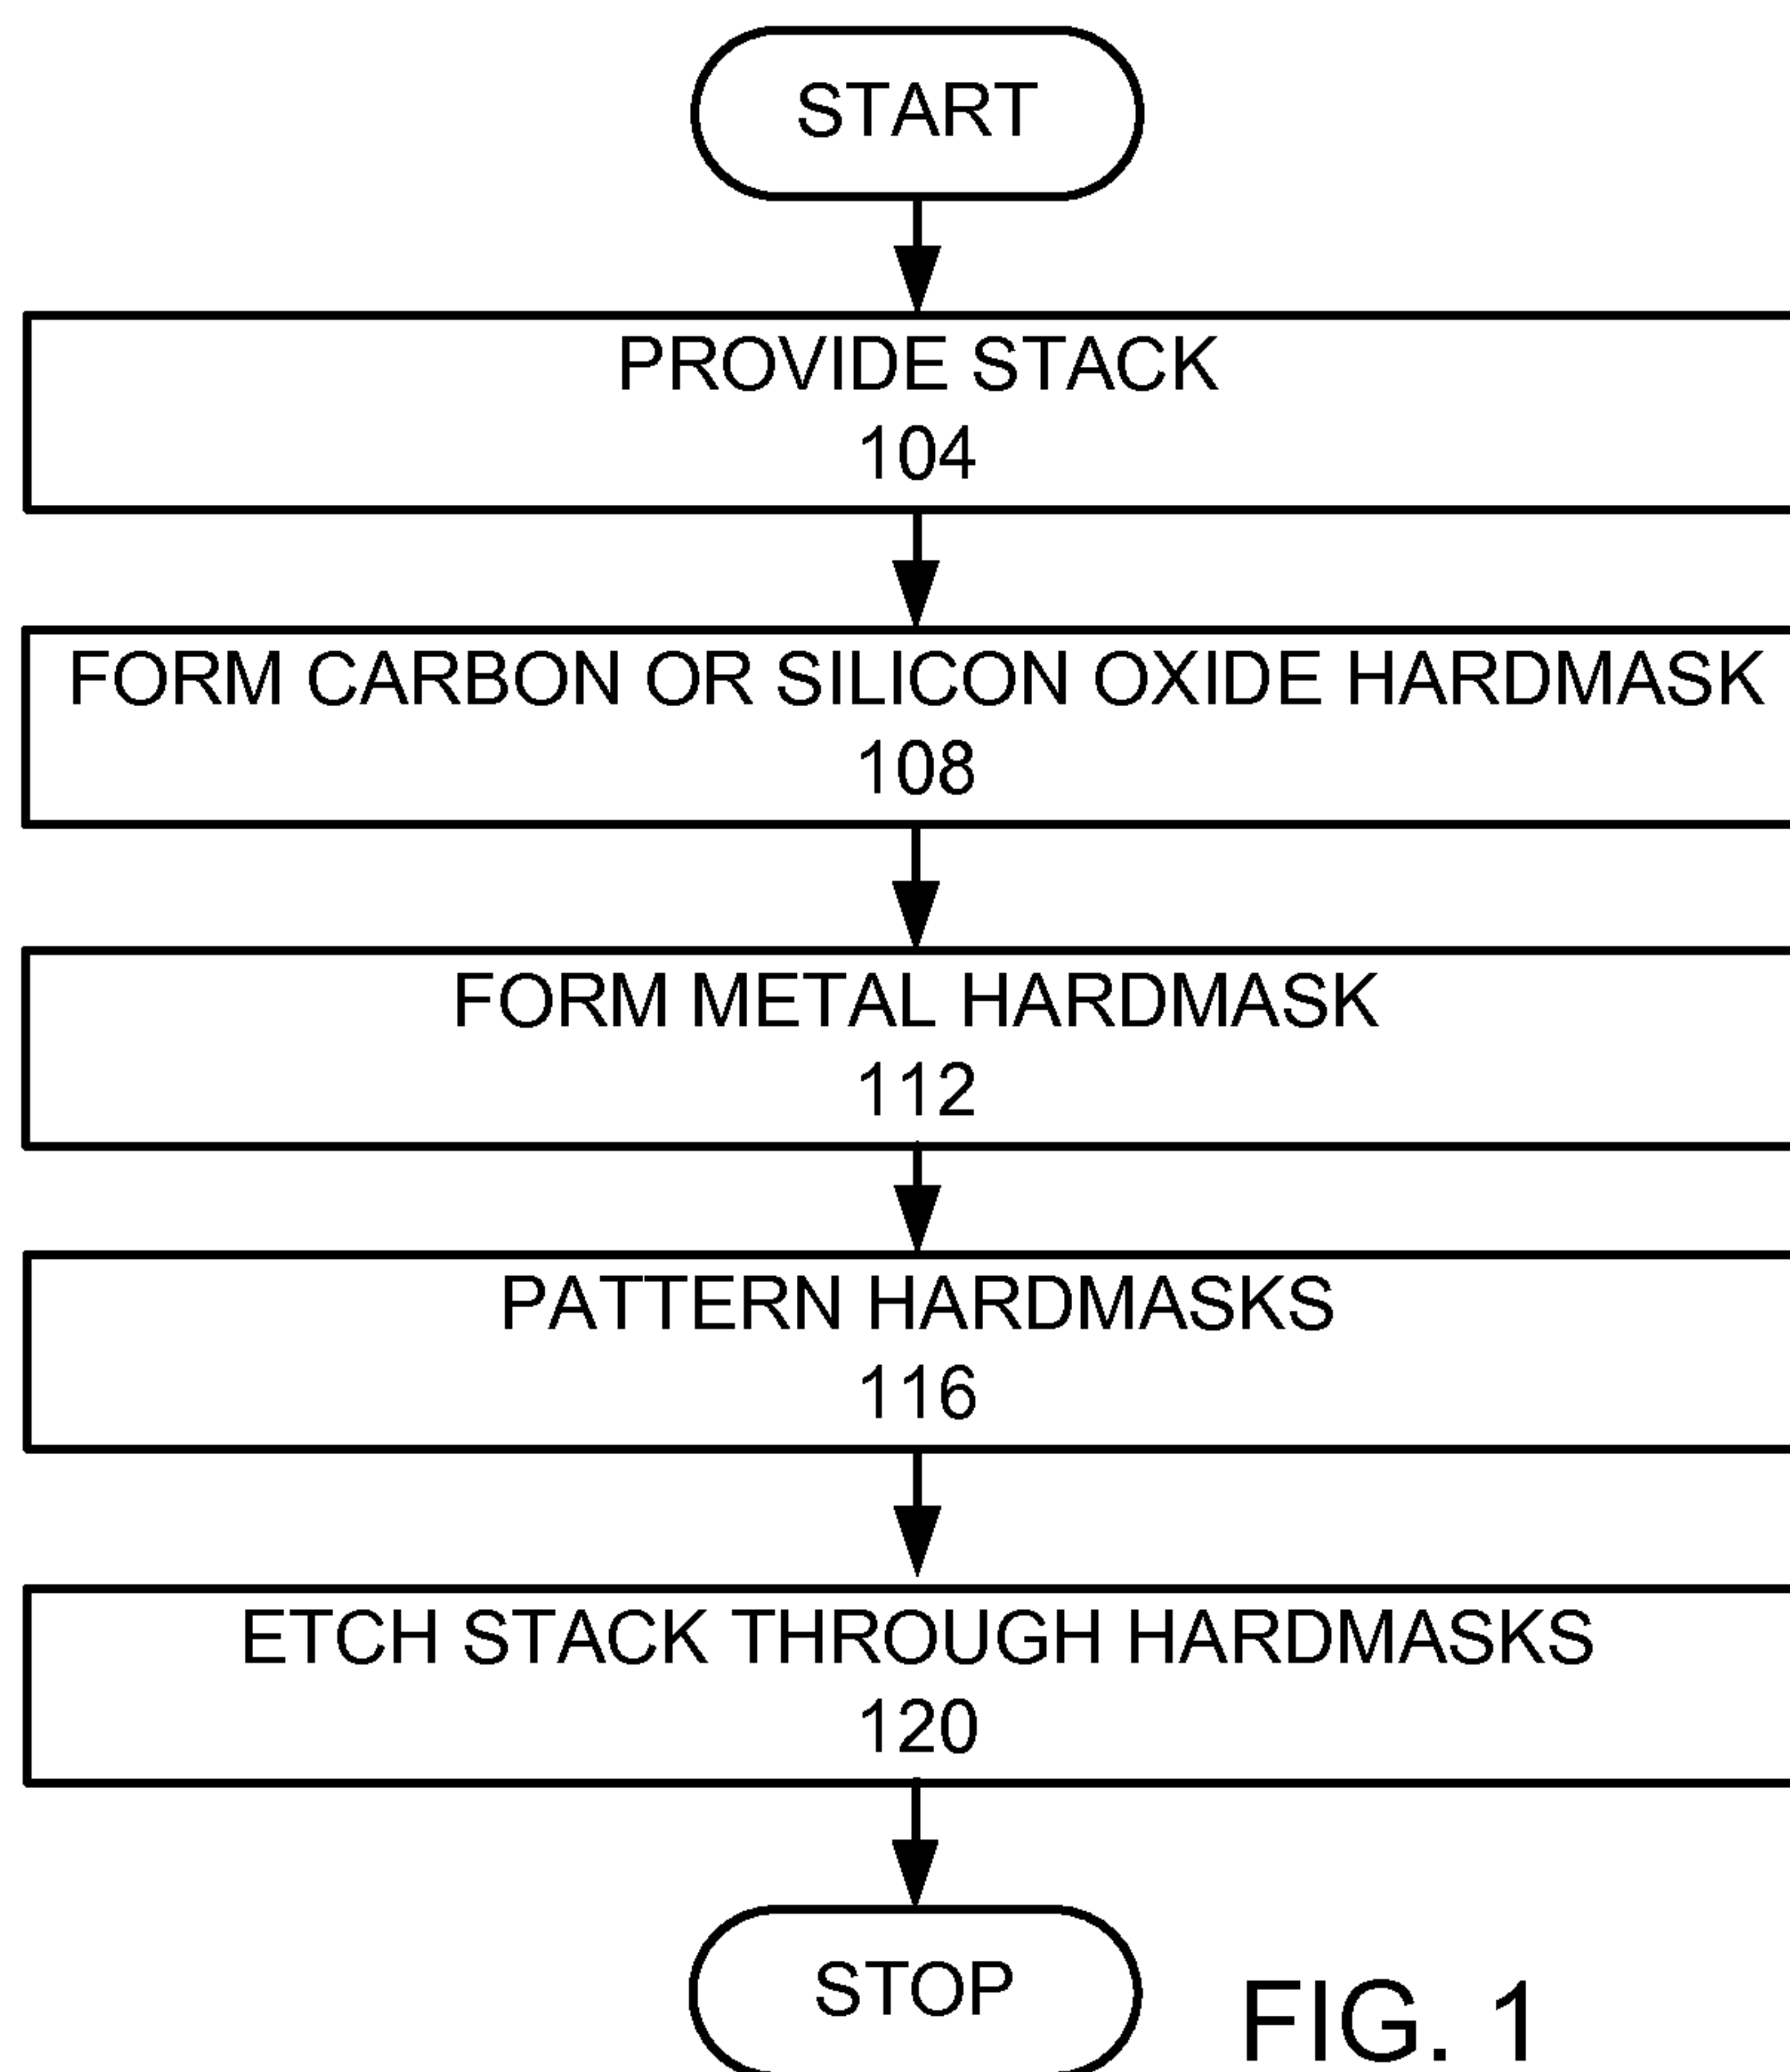 START
PROVIDE STACK
104
FORM CARBON OR SILICON OXIDE HARDMASK
108
FORM METAL HARDMASK
112
PATTERN HARDMASKS
116
ETCH STACK THROUGH HARDMASKS
120
STOP
FIG. 1